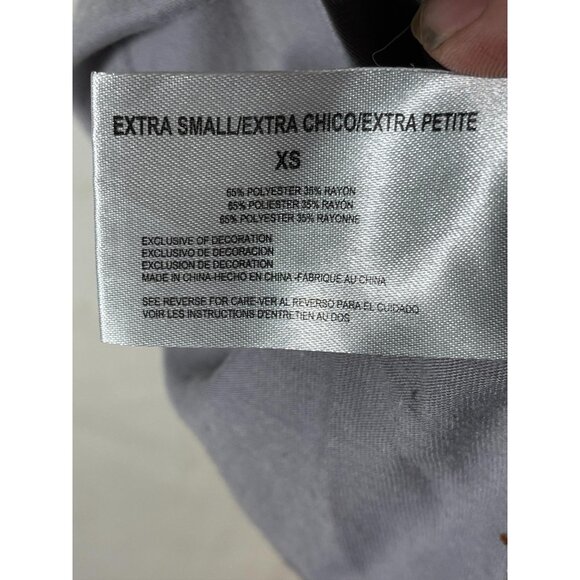 EXTRA SMALL/EXTRA CHICO/EXTRA PETITE
XS
65% POLYESTER 35% RAYON
65% POLIESTER 35% RAYON
65% POLYESTER 35% RAYONNE
EXCLUSIVE OF DECORATION
EXCLUSIVO DE DECORACION
EXCLUSION DE DECORATION
MADE IN CHINA-HECHO EN CHINA -FABRIQUE AU CHINA
SEE REVERSE FOR CARE-VER AL REVERSO PARA EL CUIDADO
VOIR LES INSTRUCTIONS D'ENTRETIEN AU DOS